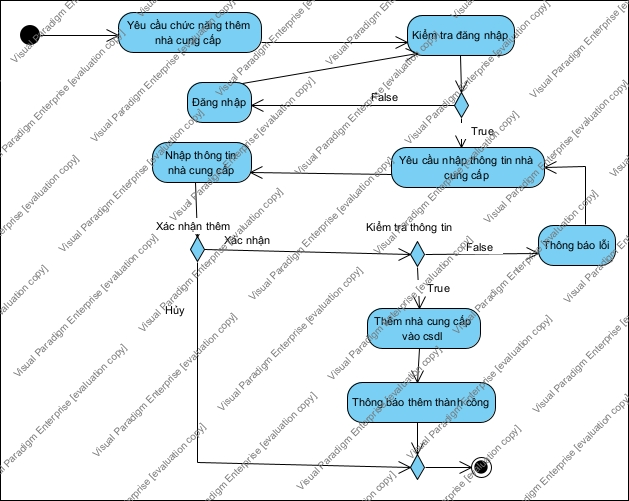 Yêu cầu chức năng thêm
nhà cung cấp
Kiểm tra đăng nhập
Đăng nhập
False
True
Nhập thông tin
nhà cung cấp
Yêu cầu nhập thông tin nhà
cung cấp
Xác nhận thêm
Xác nhận
Kiểm tra thông tin
False
Thông báo lỗi
True
Hủy
Thêm nhà cung cấp
vào csdl
Thông báo thêm thành công
Visual Paradigm Enterprise [evaluation copy]